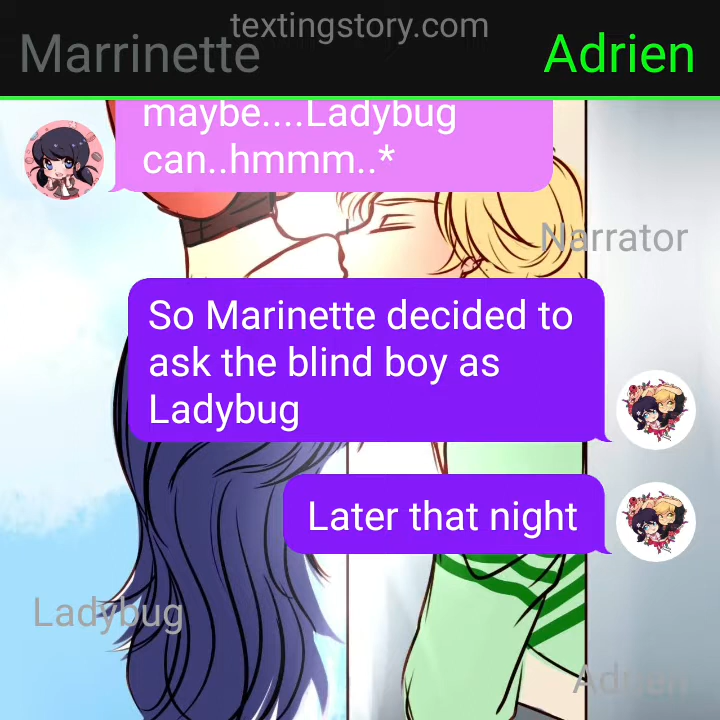 textingstory.com
Marrinette
Adrien
maybe....Ladybug
can..hmmm..*
Narrator
So Marinette decided to
ask the blind boy as
Ladybug
Later that night
Ladybug
Adrien